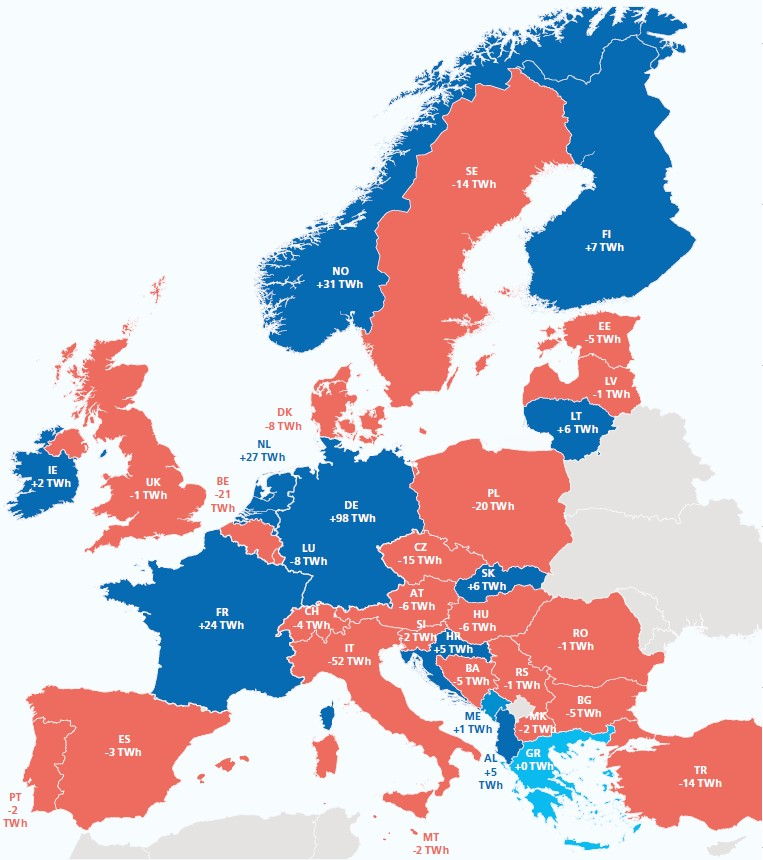 SE
-14 TWh
FI
+7 TWh
NO
+31 TWh
EE
-5 TWh
LV
-1 TWh
LT
+6 TWh
DK
-8 TWh
NL
+27 TWh
IE
+2 TWh
UK
-1 TWh
BE
-21
TWh
DE
+98 TWh
PL
-20 TWh
LU
-8 TWh
CZ
-15 TWh
SK
+6 TWh
AT
-6 TWh
FR
+24 TWh
CH
-4 TWh
HU
-6 TWh
SI
-2 TWh
HR
+5 TWh
RO
-1 TWh
IT
-52 TWh
BA
-5 TWh
RS
-1 TWh
BG
-5TWh
ME
+1 TWh
MK
-2 TWh
ES
-3 TWh
AL
+5
TWh
GR
+0 TWh
TR
-14 TWh
PT
-2
TWh
MT
-2 TWh